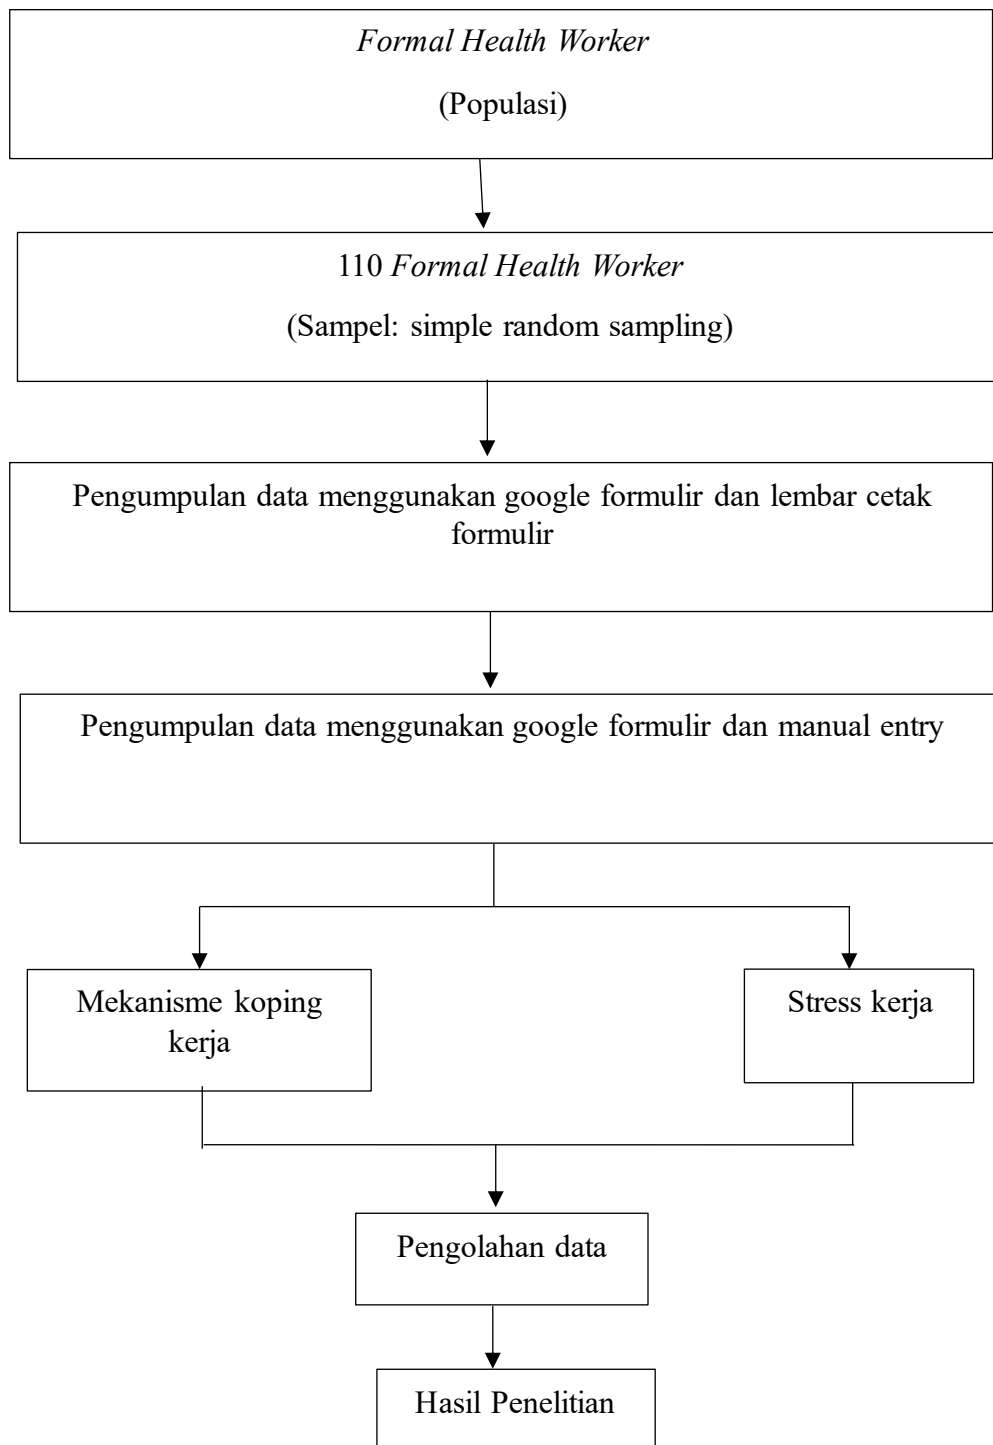 Formal Health Worker
(Populasi)
110 Formal Health Worker
(Sampel: simple random sampling)
Pengumpulan data menggunakan google formulir dan lembar cetak
formulir
Pengumpulan data menggunakan google formulir dan manual entry
Mekanisme koping
kerja
Stress kerja
Pengolahan data
Hasil Penelitian